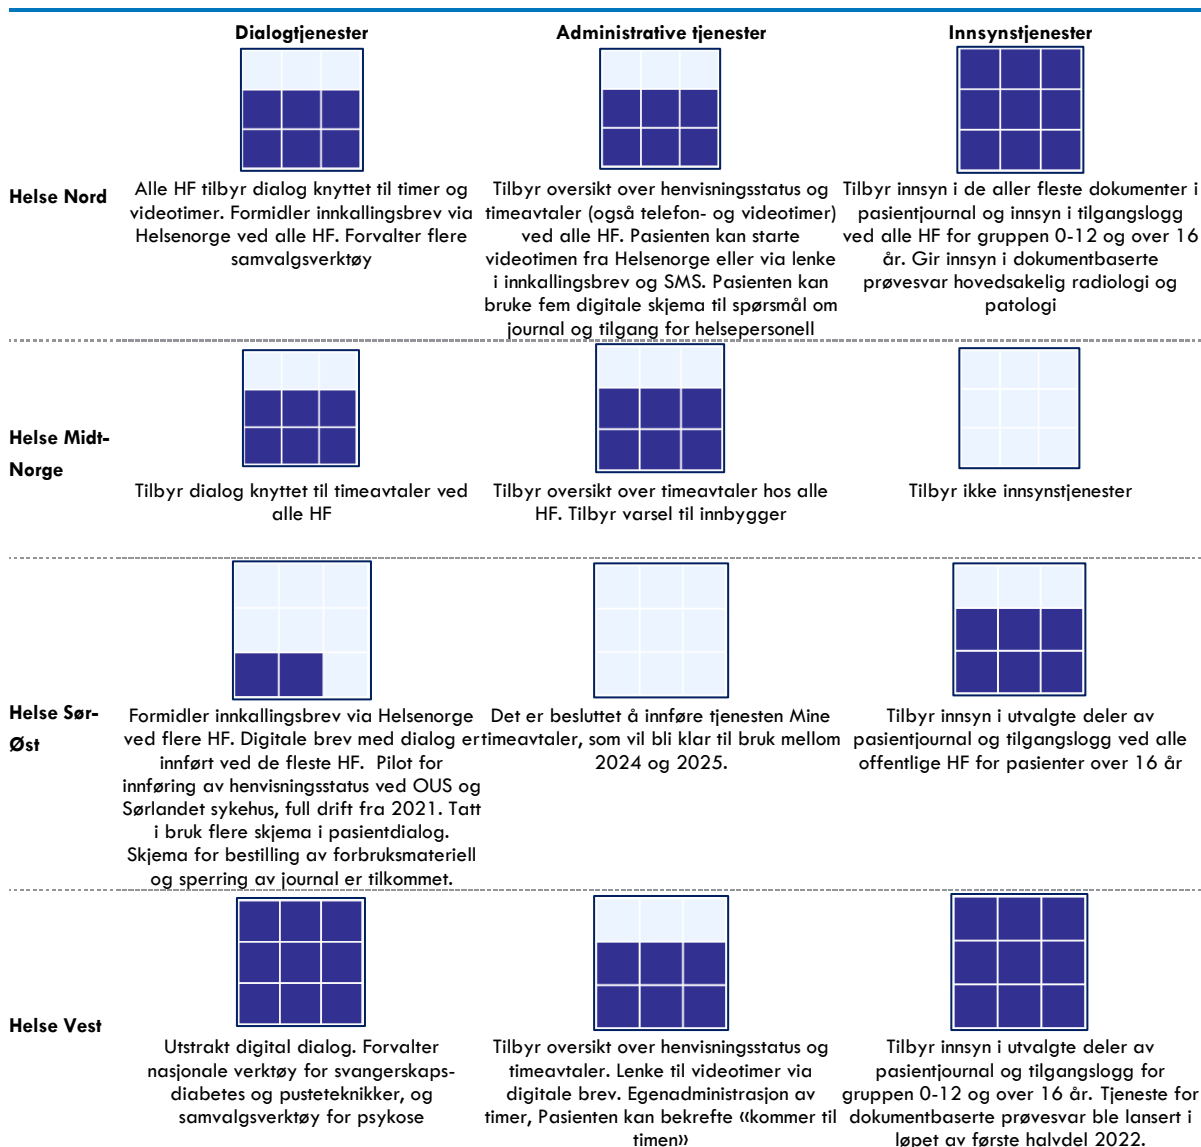 Dialogtjenester
Administrative tjenester
Innsynstjenester
Helse Nord
Alle HF tilbyr dialog knyttet til timer og
videotimer. Formidler innkallingsbrev via
Helsenorge ved alle HF. Forvalter flere
samvalgsverktøy
Tilbyr oversikt over henvisningsstatus og
timeavtaler (også telefon- og videotimer)
ved alle HF. Pasienten kan starte
videotimen fra Helsenorge eller via lenke
i innkallingsbrev og SMS. Pasienten kan
bruke fem digitale skjema til spørsmål om
journal og tilgang for helsepersonell
Tilbyr innsyn i de aller fleste dokumenter i
pasientjournal og innsyn i tilgangslogg
ved alle HF for gruppen 0-12 og over 16
år. Gir innsyn i dokumentbaserte
prøvesvar hovedsakelig radiologi og
patologi
Helse Midt-
Norge
Tilbyr dialog knyttet til timeavtaler ved
alle HF
Tilbyr oversikt over timeavtaler hos alle
HF. Tilbyr varsel til innbygger
Tilbyr ikke innsynstjenester
Helse Sør-
Øst
Formidler innkallingsbrev via Helsenorge
ved flere HF. Digitale brev med dialog er
innført ved de fleste HF.  Pilot for
innføring av henvisningsstatus ved OUS og
Sørlandet sykehus, full drift fra 2021. Tatt
i bruk flere skjema i pasientdialog.
Skjema for bestilling av forbruksmateriell
og sperring av journal er tilkommet.
Det er besluttet å innføre tjenesten Mine
timeavtaler, som vil bli klar til bruk mellom
2024 og 2025.
Tilbyr innsyn i utvalgte deler av
pasientjournal og tilgangslogg ved alle
offentlige HF for pasienter over 16 år
Helse Vest
Utstrakt digital dialog. Forvalter
nasjonale verktøy for svangerskaps-
diabetes og pusteteknikker, og
samvalgsverktøy for psykose
Tilbyr oversikt over henvisningsstatus og
timeavtaler. Lenke til videotimer via
digitale brev. Egenadministrasjon av
timer, Pasienten kan bekrefte «kommer til
timen»
Tilbyr innsyn i utvalgte deler av
pasientjournal og tilgangslogg for
gruppen 0-12 og over 16 år. Tjeneste for
dokumentbaserte prøvesvar ble lansert i
løpet av første halvdel 2022.